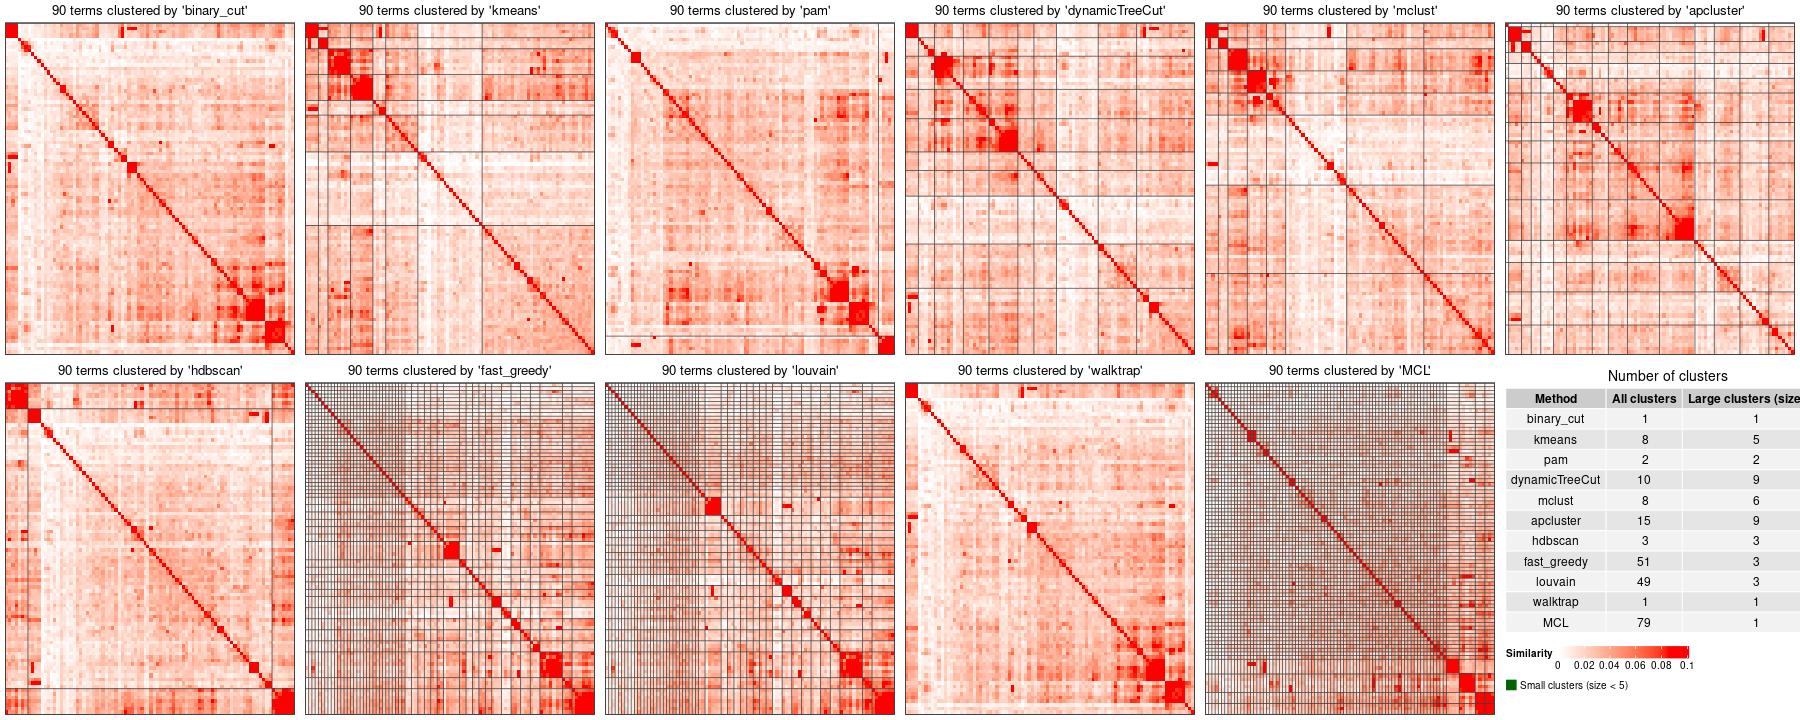 90 terms clustered by 'binary_cut'
90 terms clustered by 'kmeans'
90 terms clustered by 'pam'
90 terms clustered by 'dynamicTreeCut'
90 terms clustered by 'mclust'
90 terms clustered by 'apcluster'
90 terms clustered by 'hdbscan'
90 terms clustered by 'fast_greedy'
90 terms clustered by 'louvain'
90 terms clustered by 'walktrap'
90 terms clustered by 'MCL'
Number of clusters
Method All clusters Large clusters (size
binary_cut 1 1
kmeans 8 5
pam 2 2
dynamicTreeCut 10 9
mclust 8 6
apcluster 15 9
hdbscan 3 3
fast_greedy 51 3
louvain 49 3
walktrap 1 1
MCL 79 1
Similarity
0 0.02 0.04 0.06 0.08 0.1
Small clusters (size < 5)